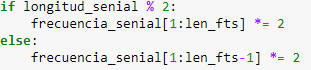 if longitud_senial % 2:
    frecuencia_senial[1:len_fts] *= 2
else:
    frecuencia_senial[1:len_fts-1] *= 2